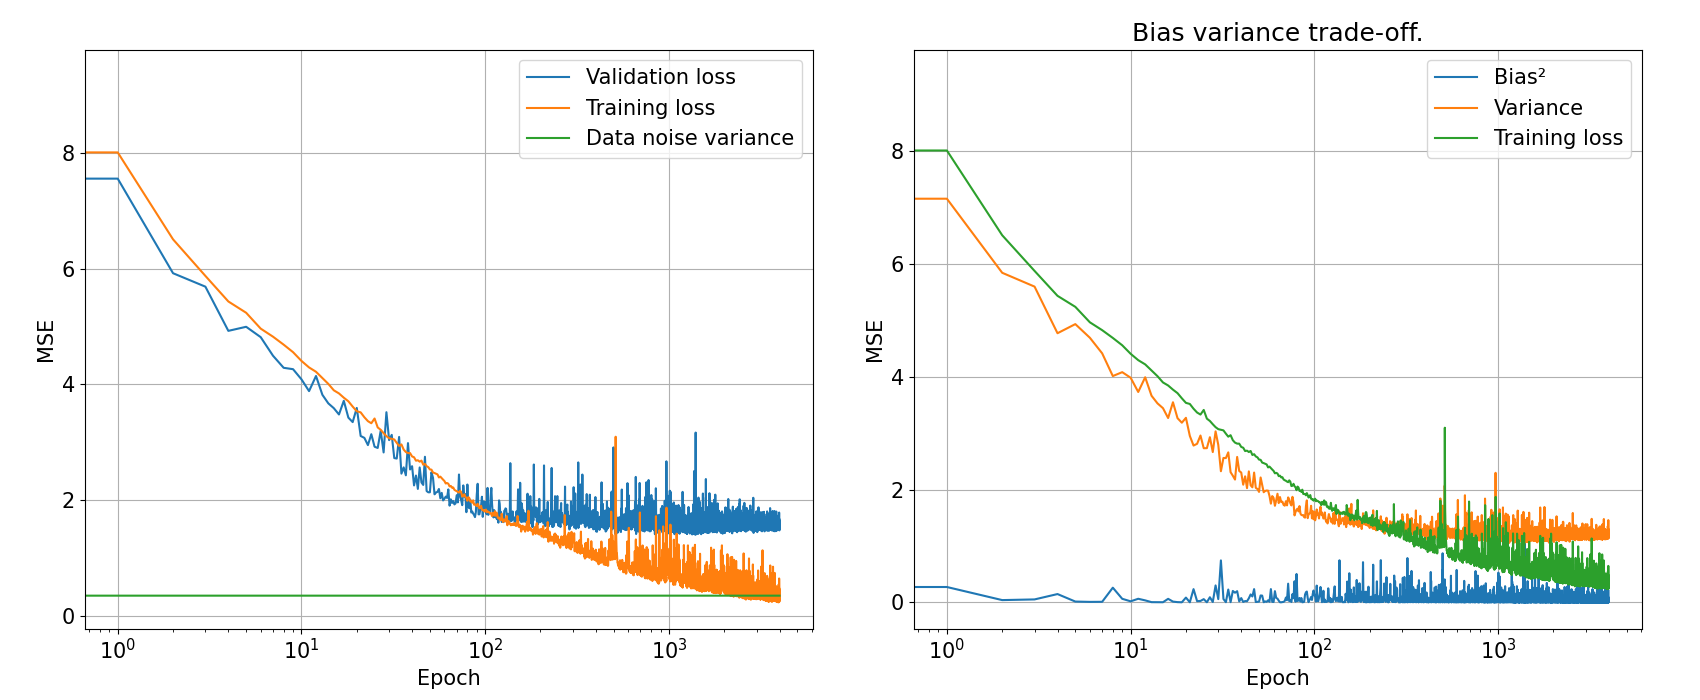 Validation loss
Training loss
Data noise variance
MSE
8
6
4
2
0
10⁰ 10¹ 10² 10³
Epoch
Bias variance trade-off.
Bias²
Variance
Training loss
MSE
8
6
4
2
0
10⁰ 10¹ 10² 10³
Epoch